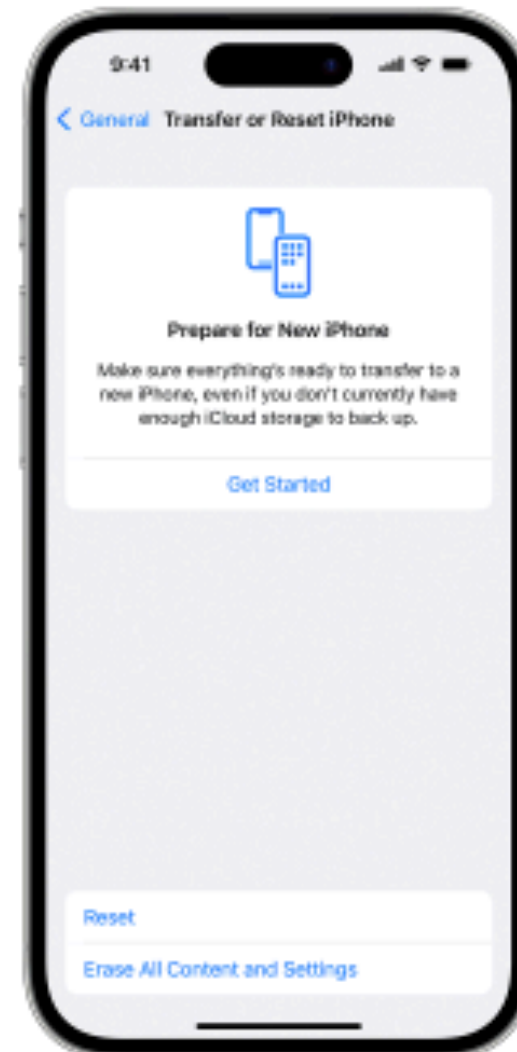 9:41
General Transfer or Reset iPhone
Prepare for New iPhone
Make sure everything's ready to transfer to a
new iPhone, even if you don't currently have
enough iCloud storage to back up.
Get Started
Reset
Erase All Content and Settings